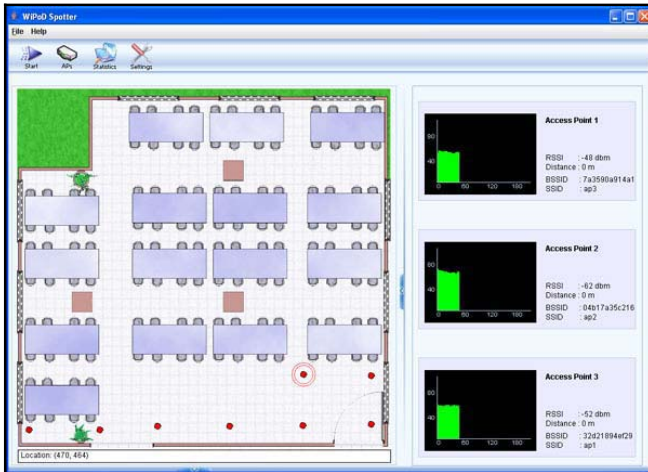 WiPoD Spotter
File Help
Start APs Statistics Settings
Access Point 1
80
40
0 60 120 180
RSSI :-48 dbm
Distance : 0 m
BSSID :7a3590a914a1
SSID :ap3
Access Point 2
80
40
0 60 120 180
RSSI :-62 dbm
Distance : 0 m
BSSID :04b17a35c216
SSID :ap2
Access Point 3
80
40
0 60 120 180
RSSI :-52 dbm
Distance : 0 m
BSSID :32d21894ef29
SSID :ap1
Location: (470, 464)